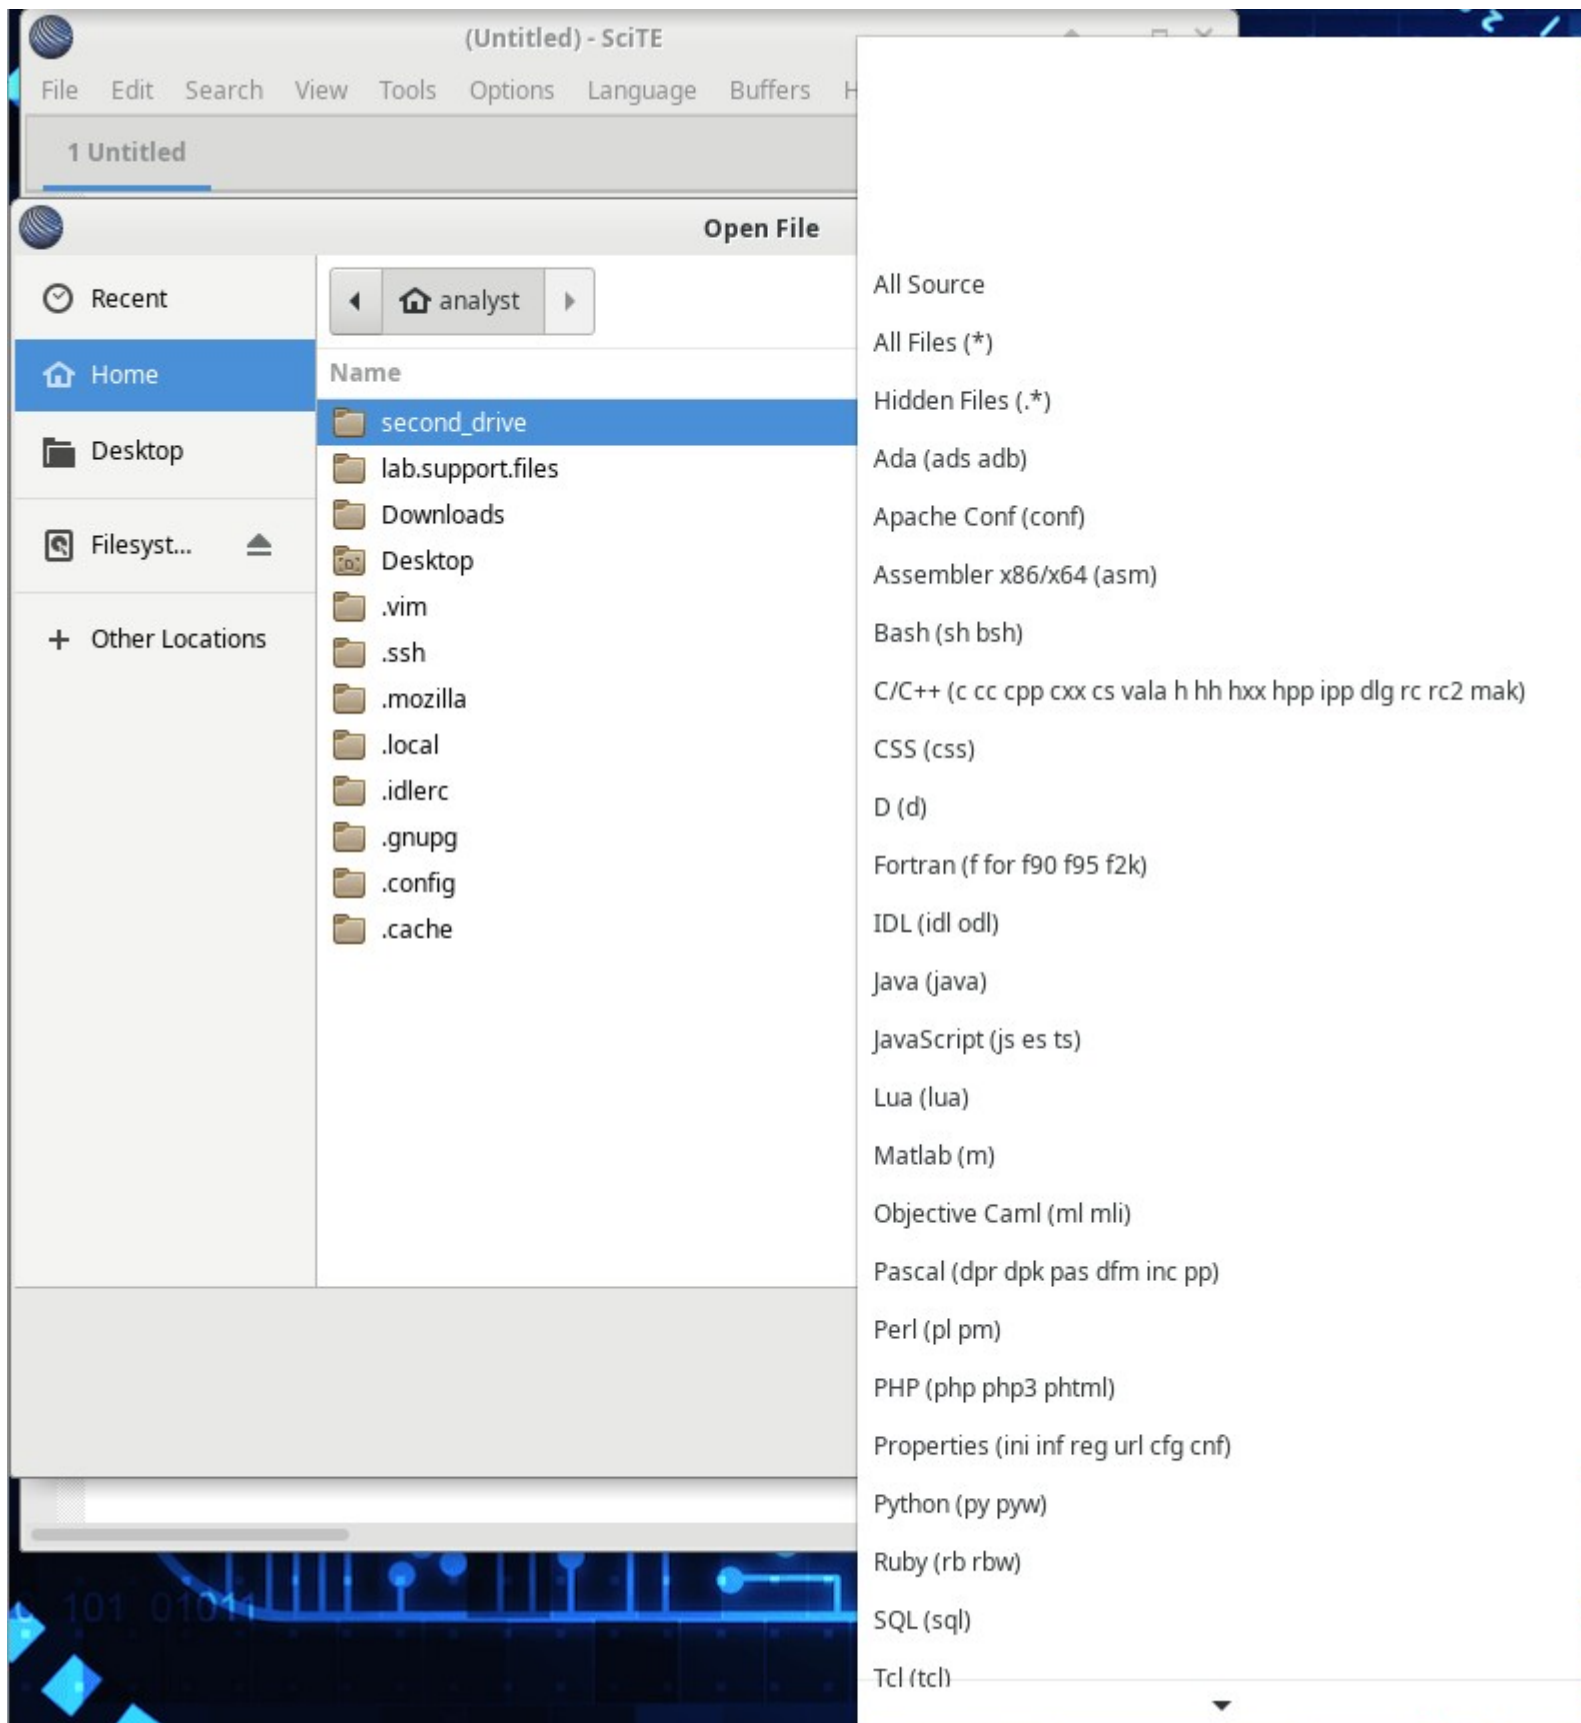 (Untitled) - SciTE
File Edit Search View Tools Options Language Buffers H
1 Untitled
Open File
Recent
Home
Desktop
Filesyst...
Other Locations
analyst
Name
second_drive
lab.support.files
Downloads
Desktop
.vim
.ssh
.mozilla
.local
.idlerc
.gnupg
.config
.cache
All Source
All Files (*)
Hidden Files (.*)
Ada (ads adb)
Apache Conf (conf)
Assembler x86/x64 (asm)
Bash (sh bsh)
C/C++ (c cc cpp cxx cs vala h hh hxx hpp ipp dlg rc rc2 mak)
CSS (css)
D (d)
Fortran (f for f90 f95 f2k)
IDL (idl odl)
Java (java)
JavaScript (js es ts)
Lua (lua)
Matlab (m)
Objective Caml (ml mli)
Pascal (dpr dpk pas dfm inc pp)
Perl (pl pm)
PHP (php php3 phtml)
Properties (ini inf reg url cfg cnf)
Python (py pyw)
Ruby (rb rbw)
SQL (sql)
Tcl (tcl)
101 01011